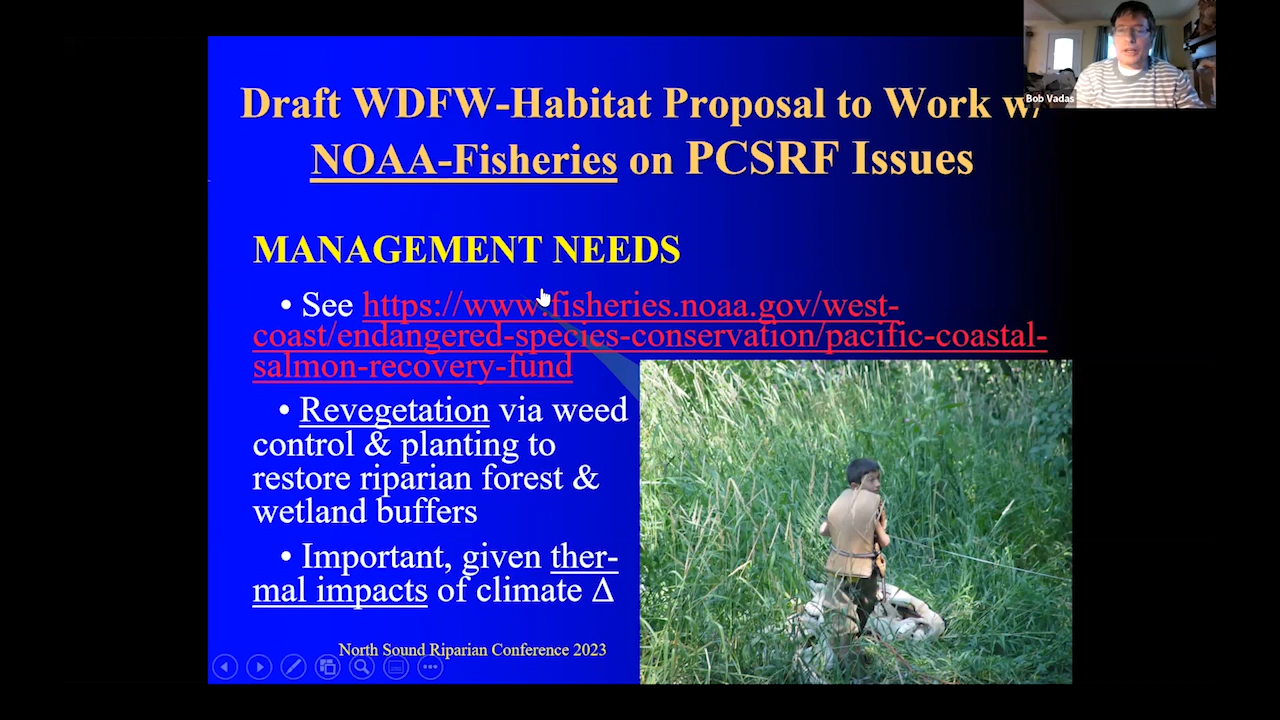 Draft WDFW-Habitat Proposal to Work w/
Bob Vadas
NOAA-Fisheries on PCSRF Issues
MANAGEMENT NEEDS
• See https://www.fisheries.noaa.gov/west-
coast/endangered-species-conservation/pacific-coastal-
salmon-recovery-fund
• Revegetation via weed
control & planting to
restore riparian forest &
wetland buffers
• Important, given ther-
mal impacts of climate Δ
North Sound Riparian Conference 2023